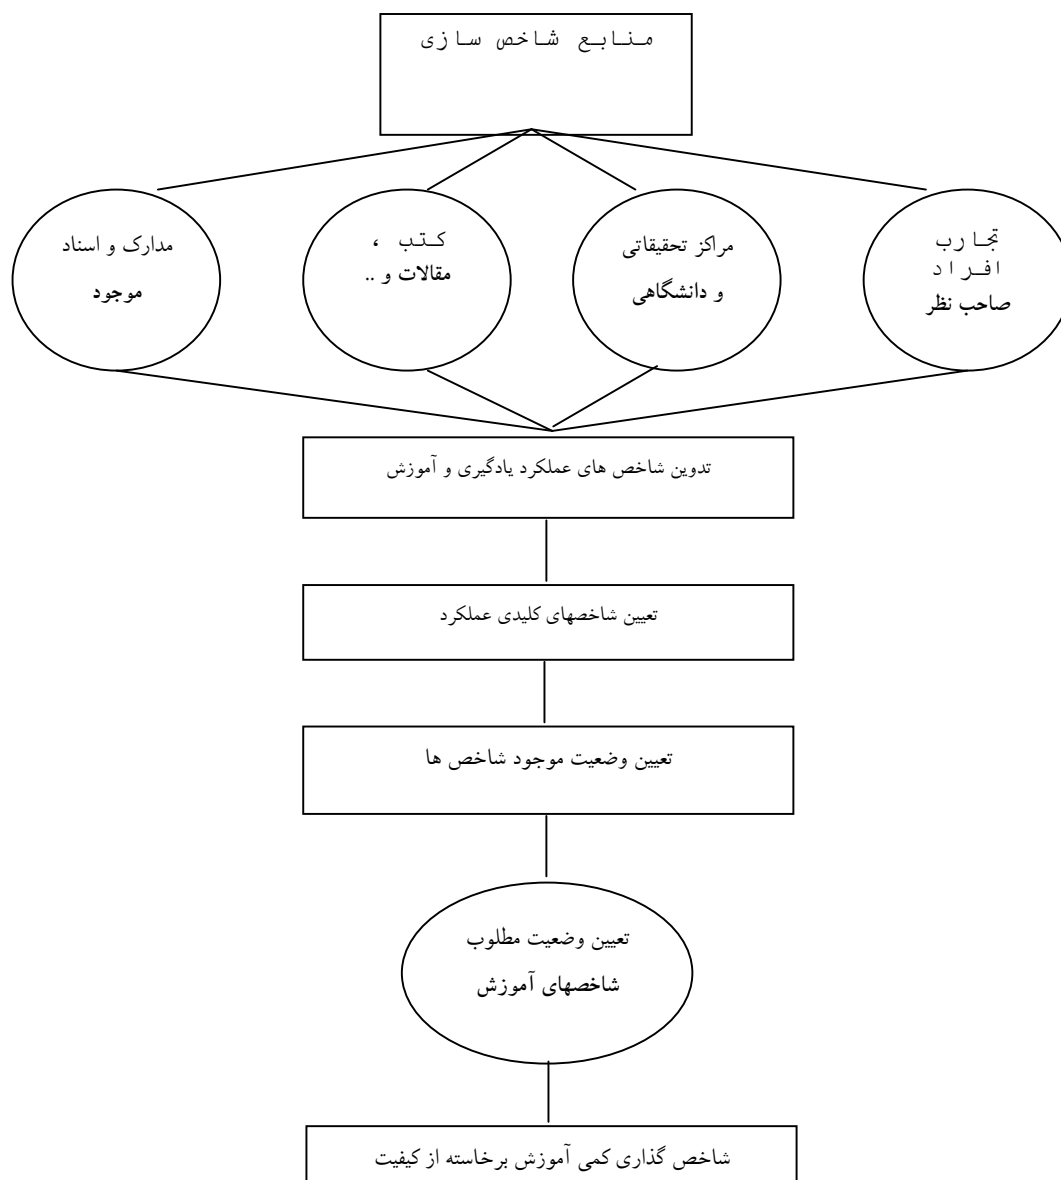 منابع شاخص سازی
تجارب
افراد
صاحب نظر
مراکز تحقیقاتی
و دانشگاهی
کتب ،
مقالات و ..
مدارک و اسناد
موجود
تدوین شاخص های عملکرد یادگیری و آموزش
تعیین شاخصهای کلیدی عملکرد
تعیین وضعیت موجود شاخص ها
تعیین وضعیت مطلوب
شاخصهای آموزش
شاخص گذاری کمی آموزش برخاسته از کیفیت